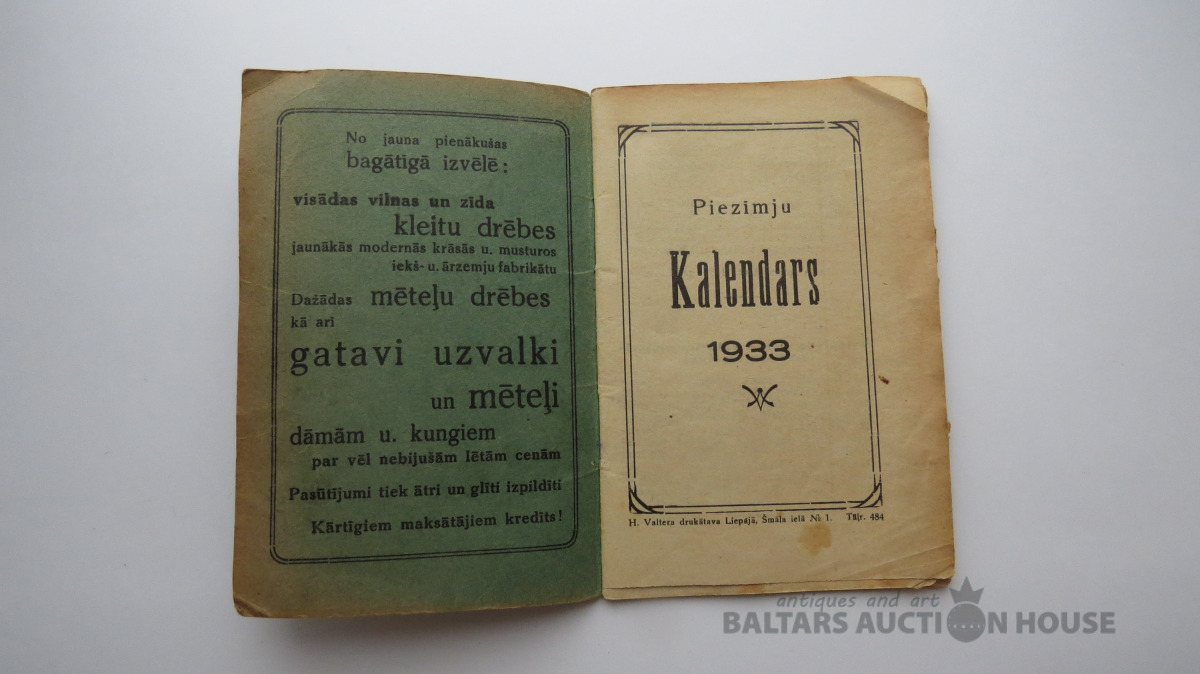 No jauna pienākušas
bagātīgā izvēlē:
visādas vilnas un zīda
kleitu drēbes
jaunākās modernās krāsās u. musturos
iekš- u. ārzemju fabrikātu
Dažādas mēteļu drēbes
kā arī
gatavi uzvalki
un mēteļi
dāmām u. kungiem
par vēl nebijušām lētām cenām
Pasūtījumi tiek ātri un glīti izpildīti
Kārtīgiem maksātājiem kredīts!
Piezīmju
Kalendars
1933
H. Valtera drukātava Liepājā, Šmāla ielā № 1. Tāļr. 484
antiques and art
BALTARS AUCTION HOUSE